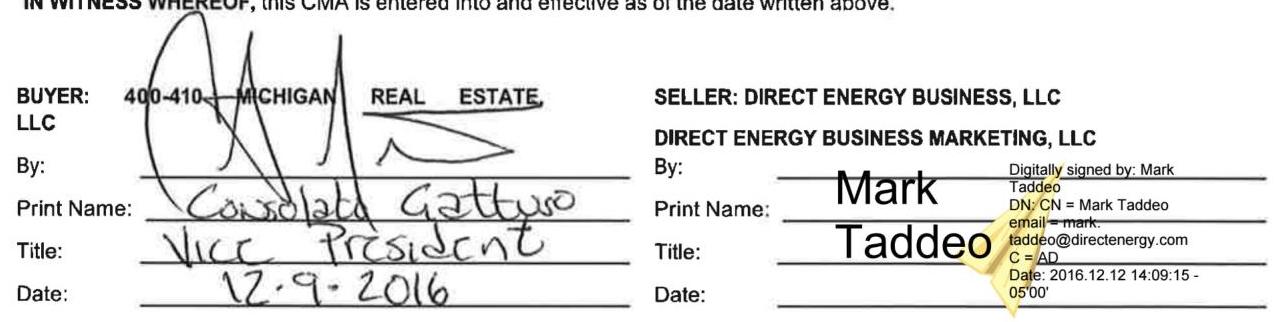 IN WITNESS WHEREOF, this CMA is entered into and effective as of the date written above.
BUYER: 400-410 MICHIGAN REAL ESTATE,
LLC
By:
Print Name: Consolato Gattuso
Title: Vice President
Date: 12.9.2016
SELLER: DIRECT ENERGY BUSINESS, LLC
DIRECT ENERGY BUSINESS MARKETING, LLC
By:
Print Name:
Title:
Date:
Mark
Taddeo
Digitally signed by: Mark
Taddeo
DN: CN = Mark Taddeo
email = mark.
taddeo@directenergy.com
C = AD
Date: 2016.12.12 14:09:15 -
05'00'